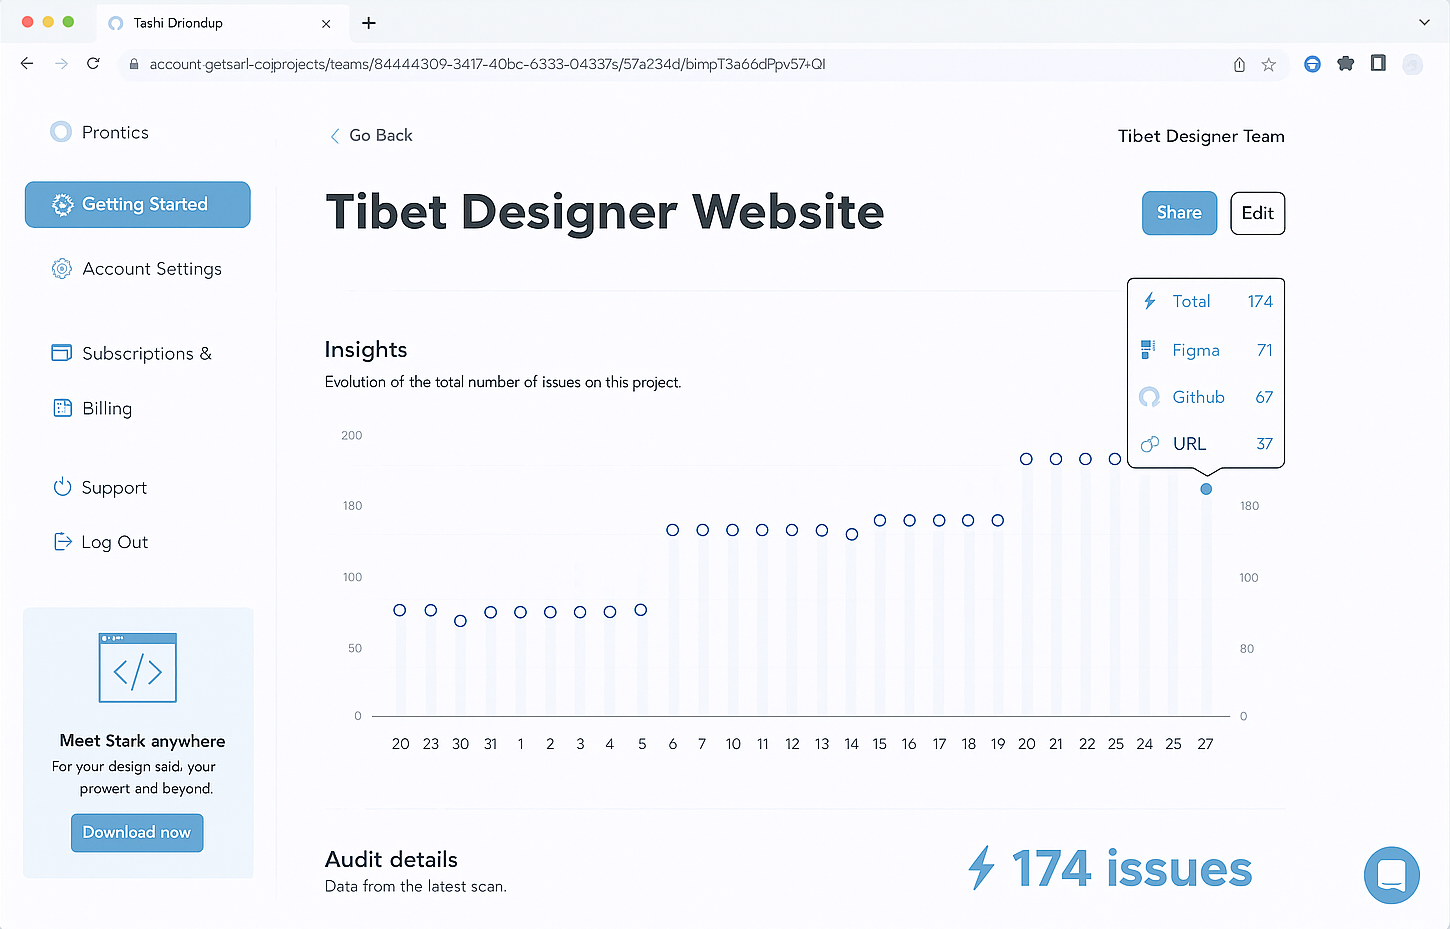 Tashi Driondup
account·getsarl-cojprojects/teams/84444309-3417-40bc-6333-04337s/57a234d/bimpT3a66dPpv57+QI
Prontics
Go Back
Tibet Designer Team
Getting Started
Tibet Designer Website
Share
Edit
Account Settings
Total 174
Subscriptions &
Insights
Figma 71
Evolution of the total number of issues on this project.
Github 67
Billing
URL 37
200
Support
180
180
Log Out
100
100
50
80
0
0
20 23 30 31 1 2 3 4 5 6 7 10 11 12 13 14 15 16 17 18 19 20 21 22 25 24 25 27
Meet Stark anywhere
For your design said, your
prowert and beyond.
Download now
Audit details
174 issues
Data from the latest scan.